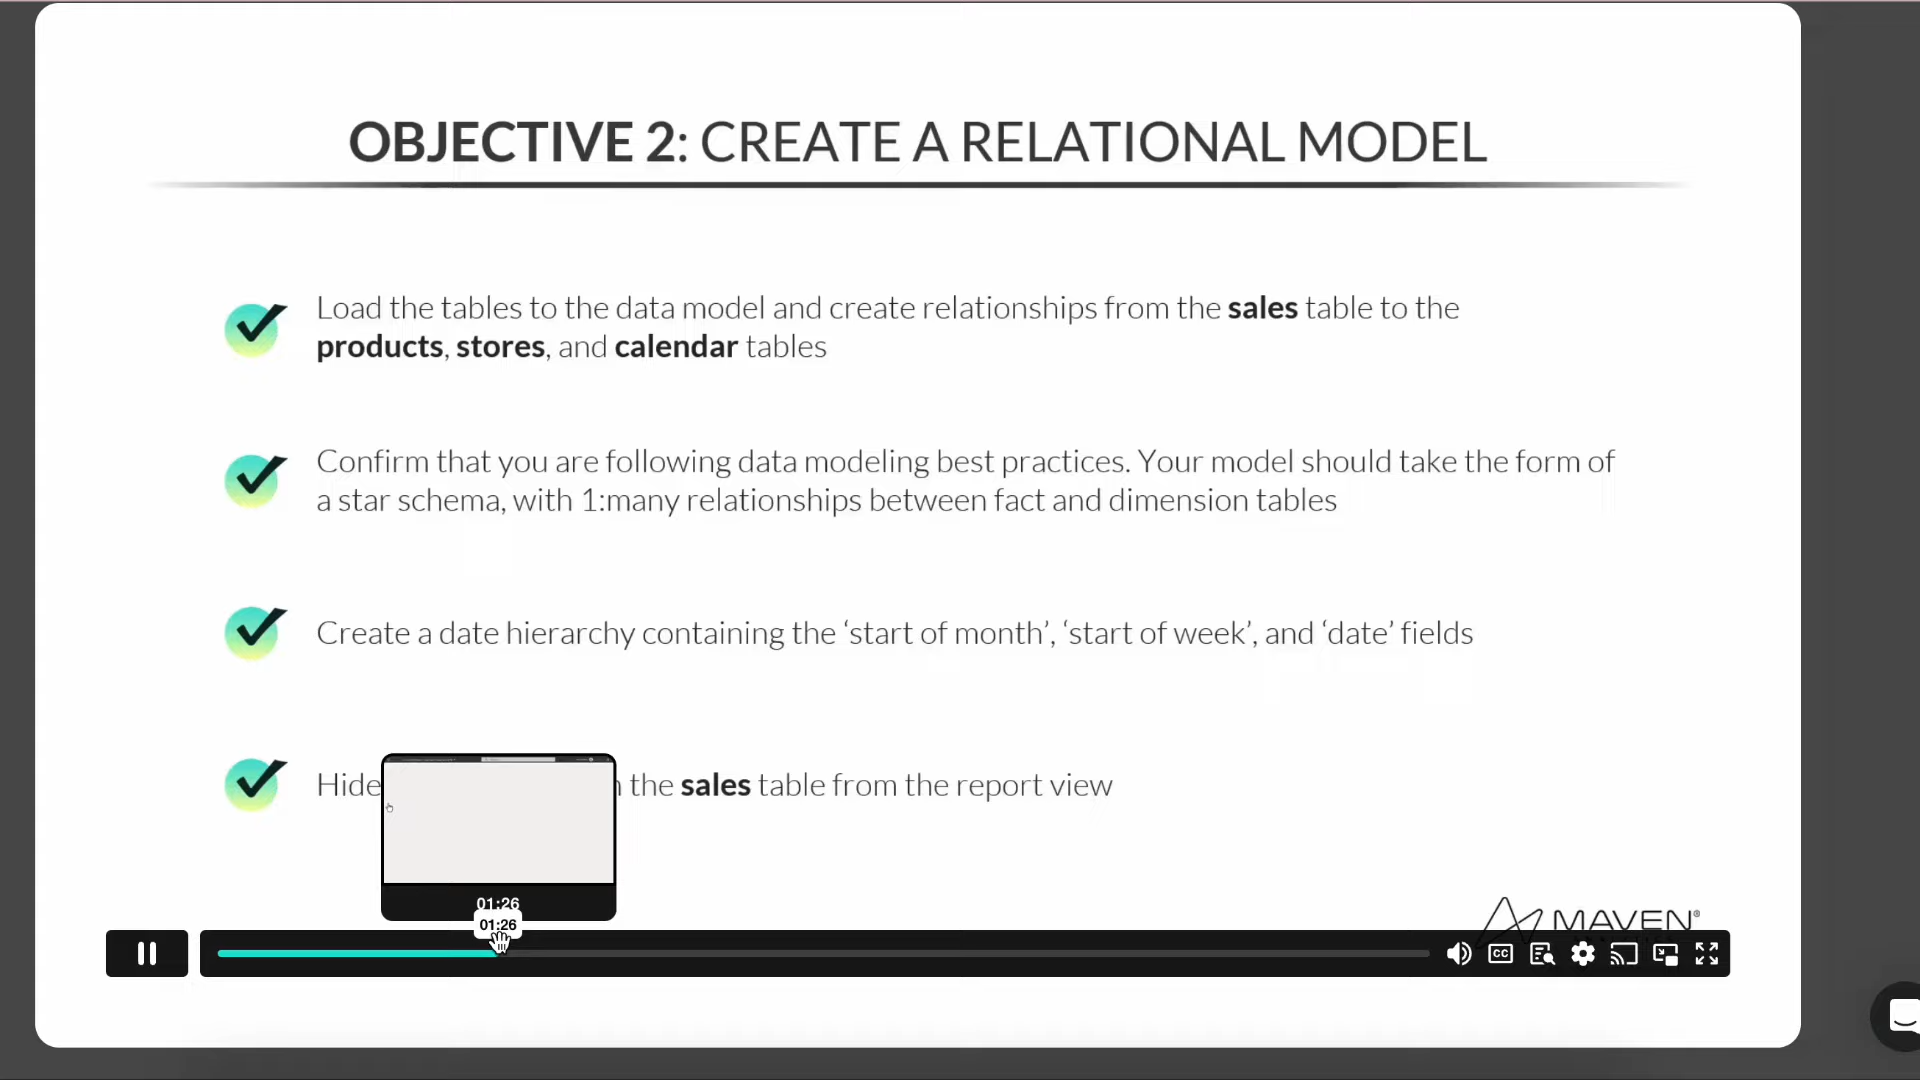 OBJECTIVE 2: CREATE A RELATIONAL MODEL
Load the tables to the data model and create relationships from the sales table to the
products, stores, and calendar tables
Confirm that you are following data modeling best practices. Your model should take the form of
a star schema, with 1:many relationships between fact and dimension tables
Create a date hierarchy containing the ‘start of month’, ‘start of week’, and ‘date’ fields
Hide the sales table from the report view
01:26
01:26
MAVEN®
CC